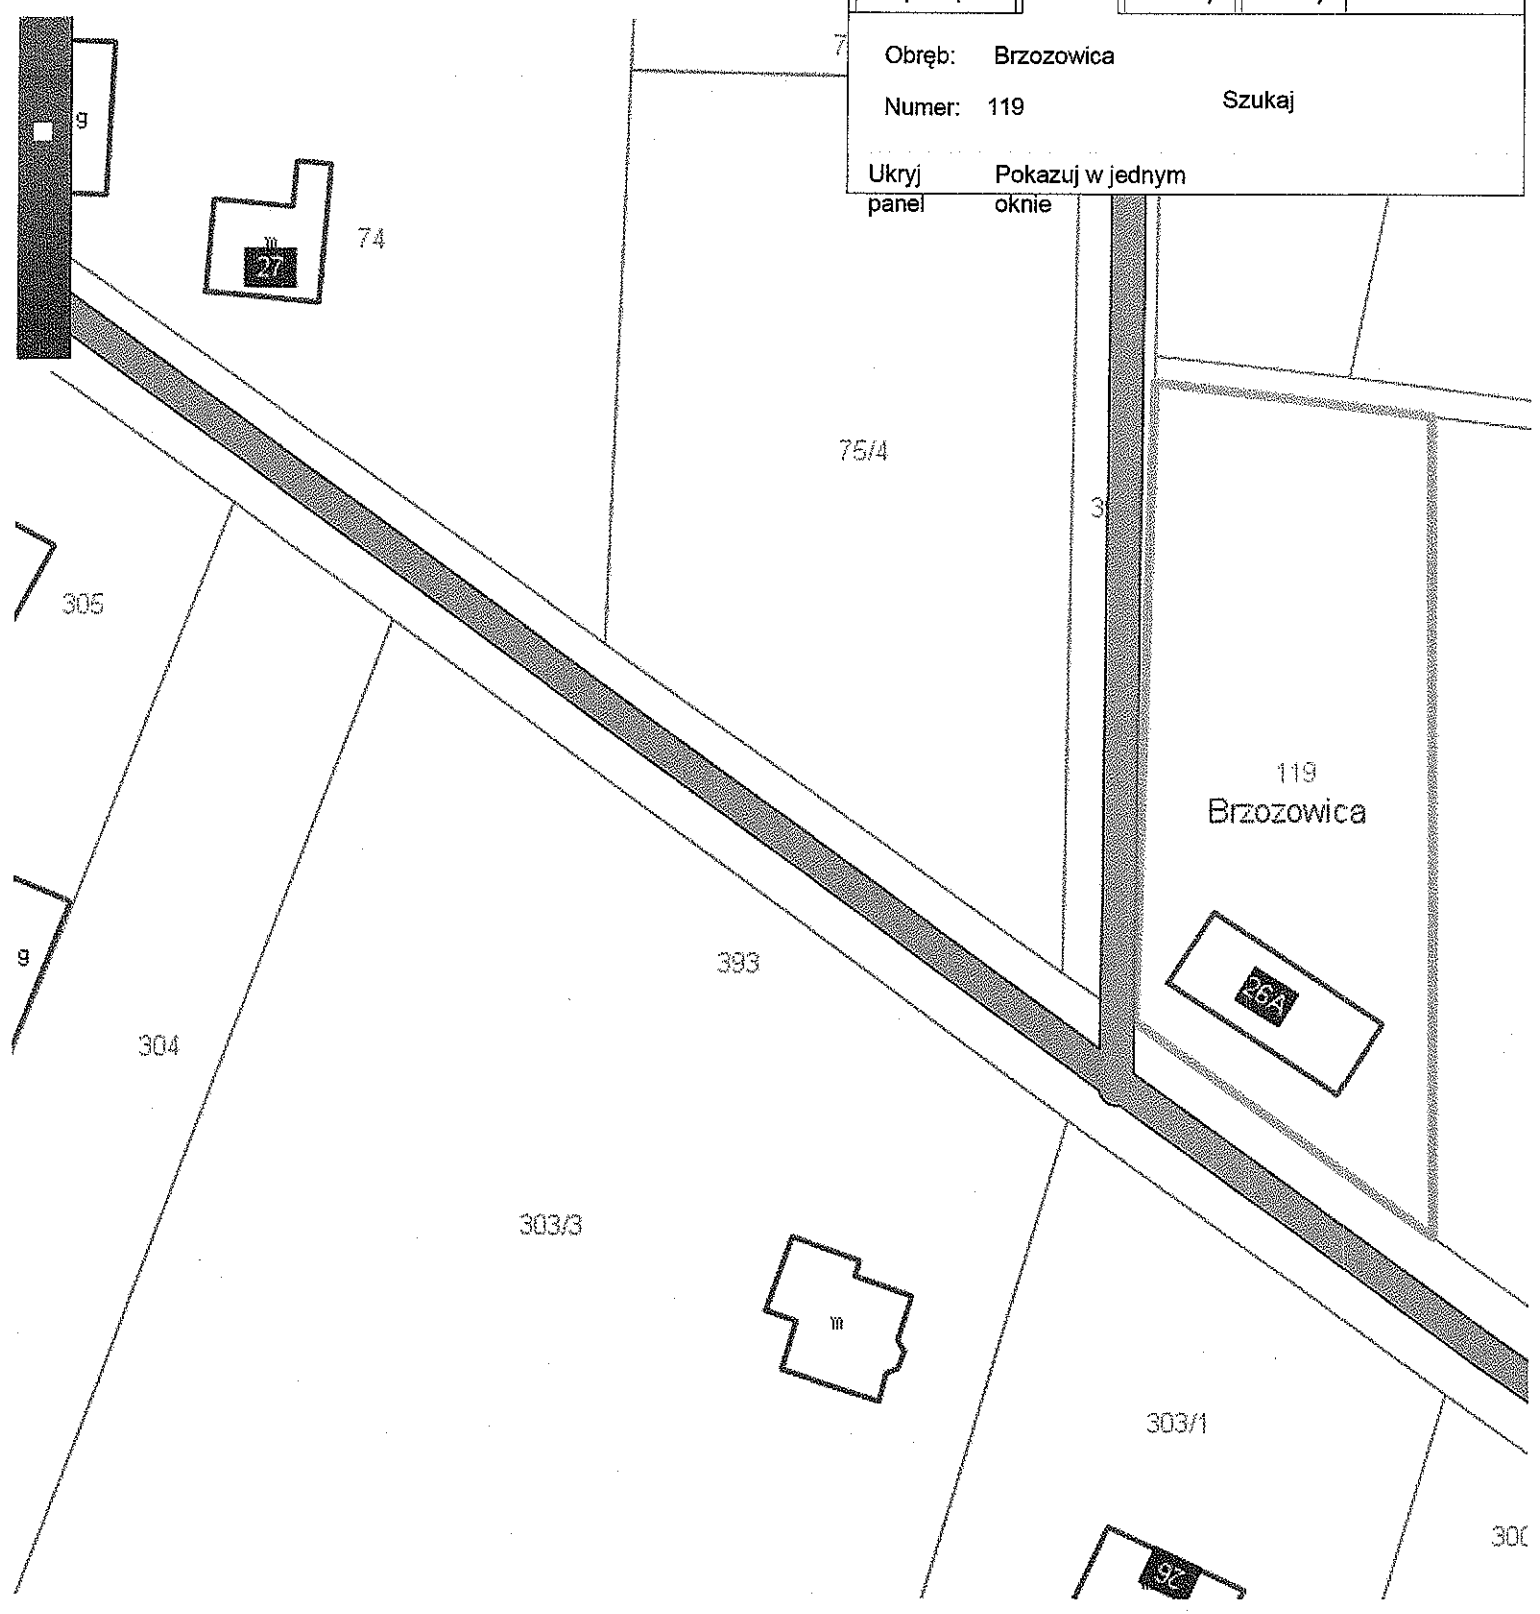 Obręb: Brzozowica
Numer: 119 Szukaj
Ukryj panel
Pokazuj w jednym oknie
g
m
27
74
75/4
3
305
119
Brzozowica
26A
393
g
304
303/3
m
303/1
26